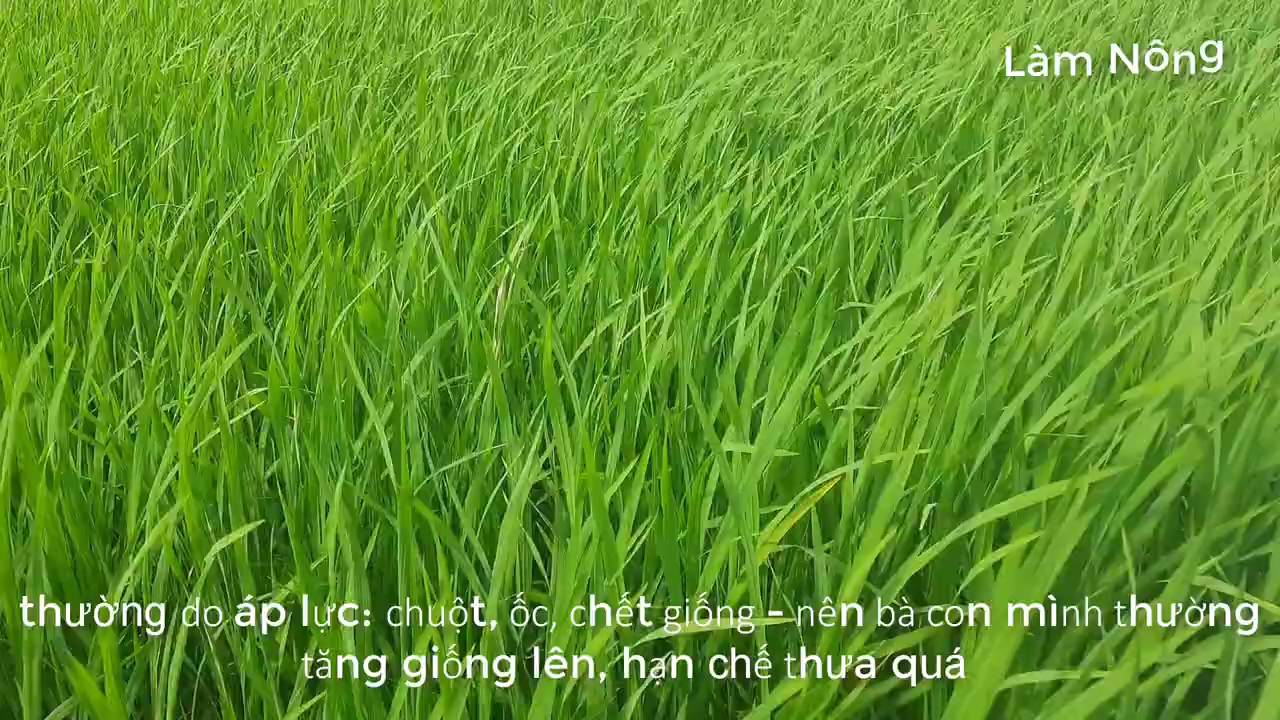 Làm Nông
thường do áp lực: chuột, ốc, chết giống - nên bà con mình thường
tăng giống lên, hạn chế thưa quá